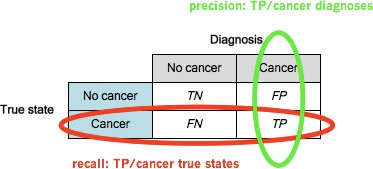 precision: TP/cancer diagnoses
Diagnosis
No cancer Cancer
No cancer TN FP
True state
Cancer FN TP
recall: TP/cancer true states